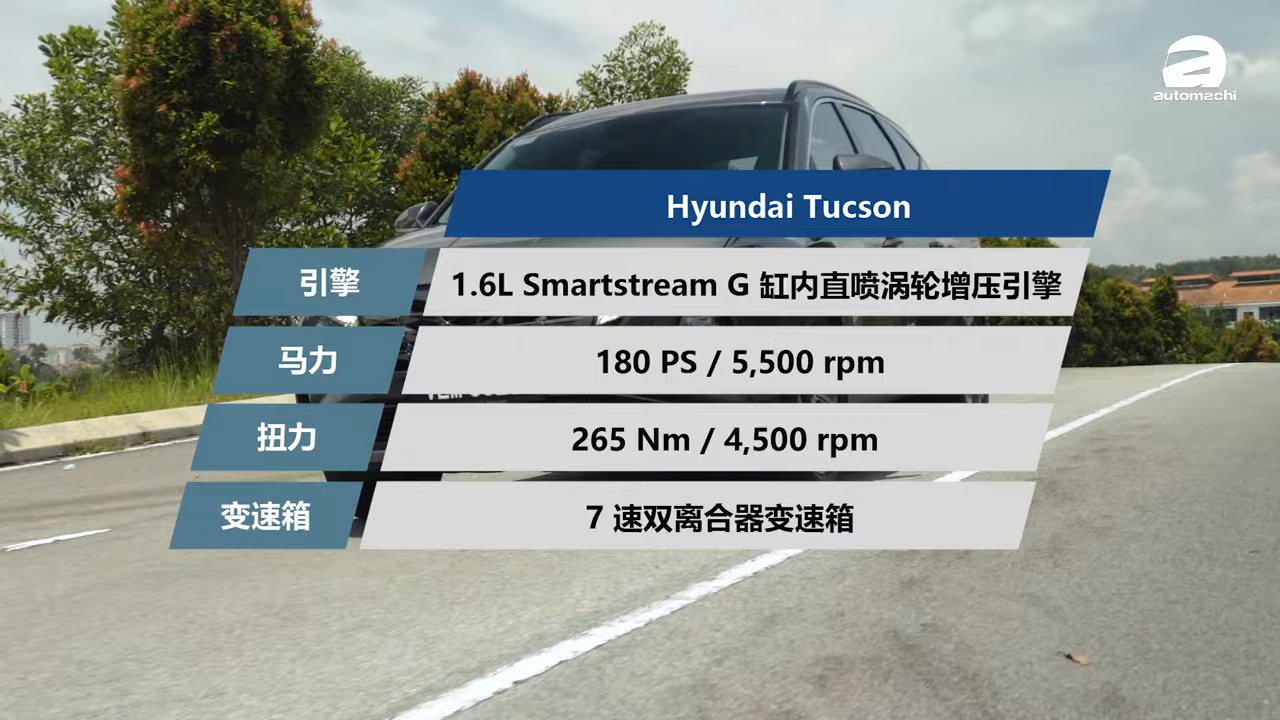 automachi
Hyundai Tucson
引擎 1.6L Smartstream G 缸内直喷涡轮增压引擎
马力 180 PS / 5,500 rpm
扭力 265 Nm / 4,500 rpm
变速箱 7 速双离合器变速箱